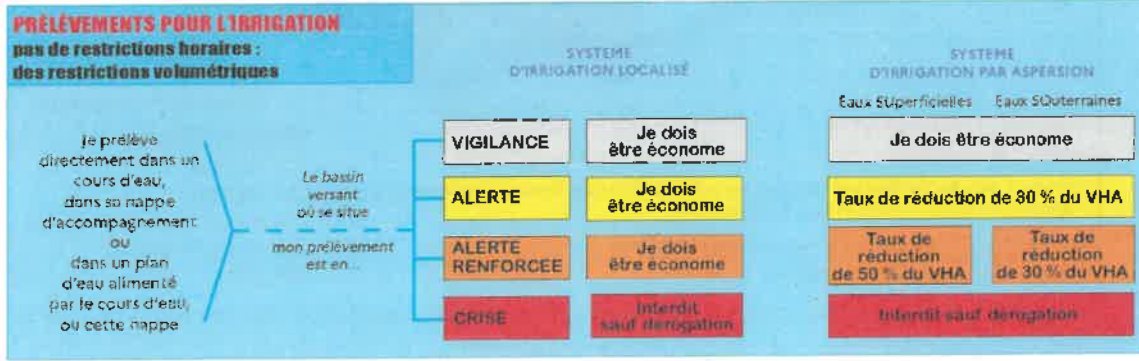 PRÉLÈVEMENTS POUR L'IRRIGATION
pas de restrictions horaires :
des restrictions volumétriques
SYSTEME
D'IRRIGATION LOCALISÉ
SYSTEME
D'IRRIGATION PAR ASPERSION
Eaux SUperficielles Eaux SOuterraines
Je prélève
directement dans un
cours d'eau,
dans sa nappe
d'accompagnement
ou
dans un plan
d'eau alimenté
par le cours d'eau,
ou cette nappe
Le bassin
versant
où se situe
mon prélèvement
est en...
VIGILANCE
Je dois
être économe
Je dois être économe
ALERTE
Je dois
être économe
Taux de réduction de 30 % du VHA
ALERTE
RENFORCEE
Je dois
être économe
Taux de
réduction
de 50 % du VHA
Taux de
réduction
de 30 % du VHA
CRISE
Interdit
sauf dérogation
Interdit sauf dérogation